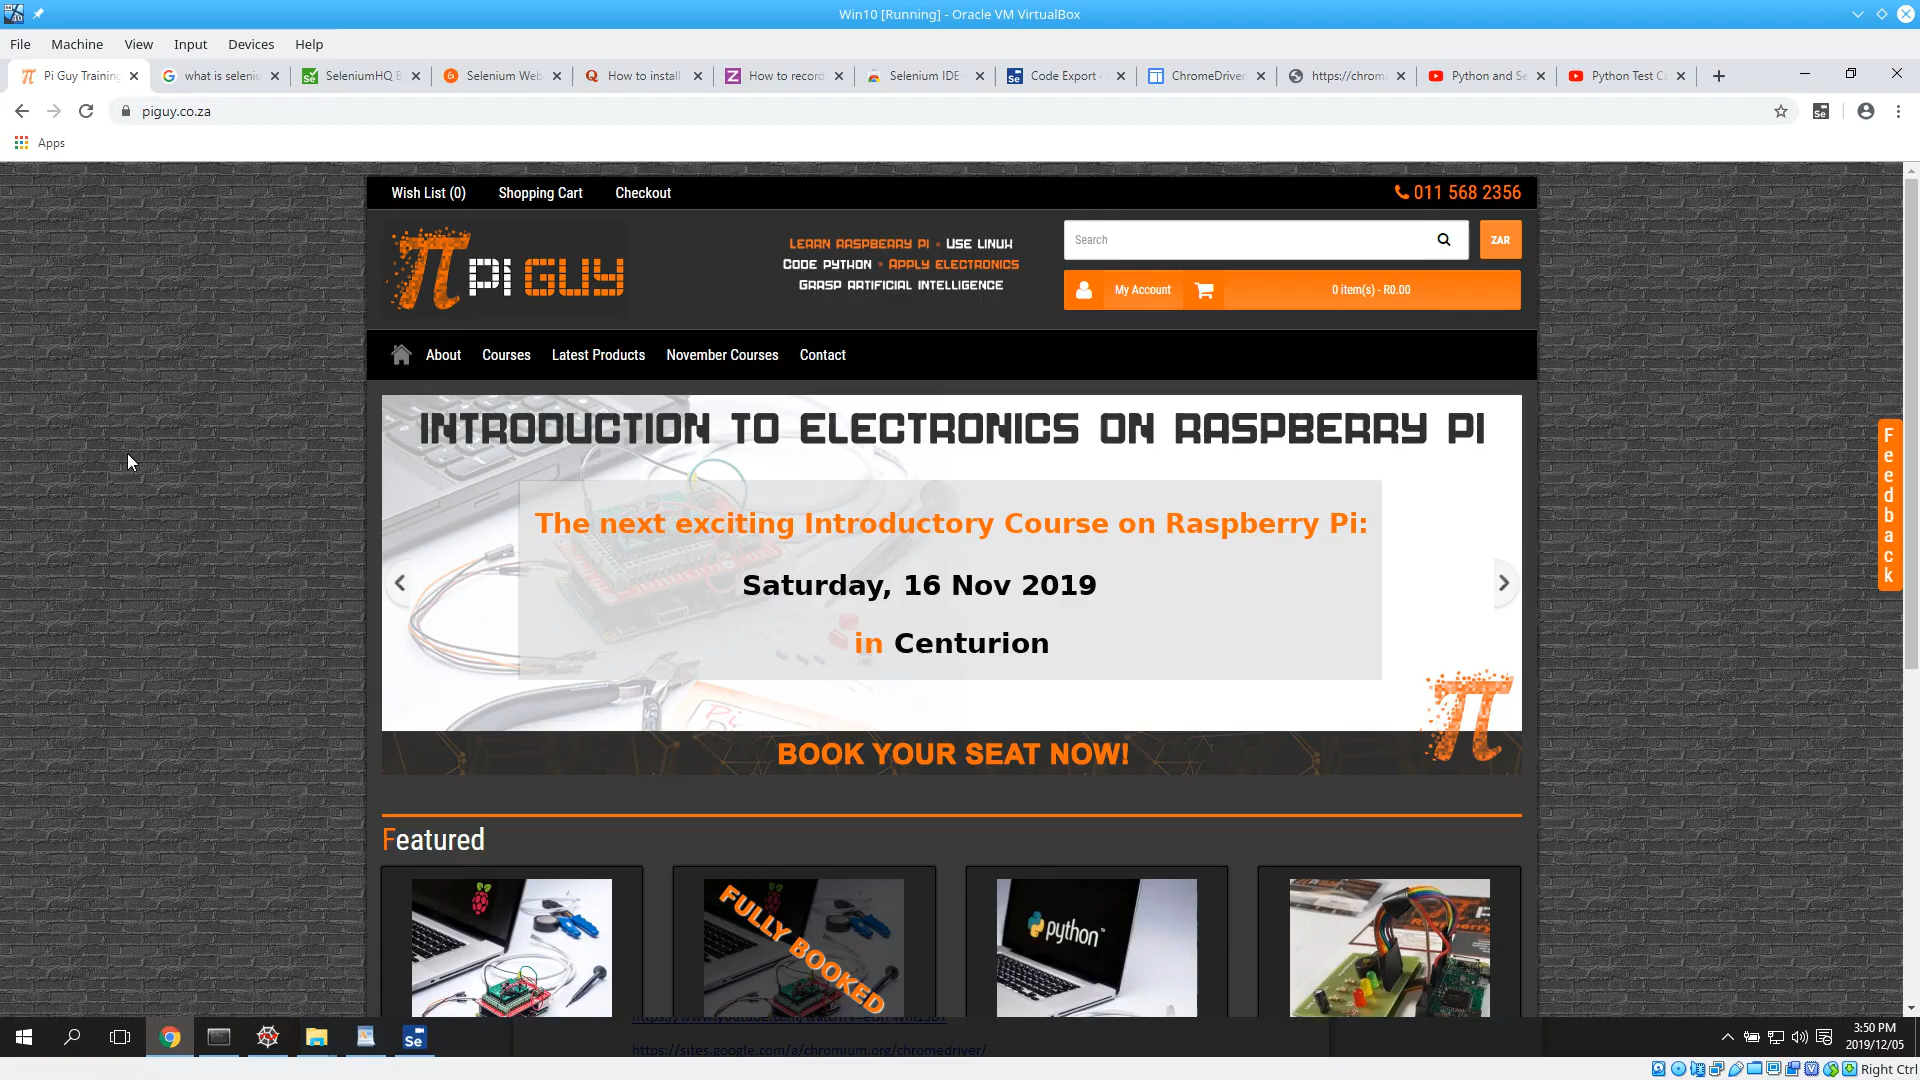 Win10 [Running] - Oracle VM VirtualBox
File Machine View Input Devices Help
Pi Guy Training
what is seleniu
SeleniumHQ B
Selenium Web
How to install
How to record
Selenium IDE
Code Export
ChromeDriver
https://chrom
Python and Se
Python Test Ca
piguy.co.za
Se
Apps
Wish List (0) Shopping Cart Checkout
011 568 2356
PI GUY
LEARN RASPBERRY PI • USE LINUX
CODE PYTHON • APPLY ELECTRONICS
GRASP ARTIFICIAL INTELLIGENCE
Search
ZAR
My Account
0 item(s) - R0.00
About Courses Latest Products November Courses Contact
INTRODUCTION TO ELECTRONICS ON RASPBERRY PI
The next exciting Introductory Course on Raspberry Pi:
Saturday, 16 Nov 2019
in Centurion
BOOK YOUR SEAT NOW!
Feedback
Featured
FULLY BOOKED
python
https://sites.google.com/a/chromium.org/chromedriver/
Se
3:50 PM
2019/12/05
Right Ctrl